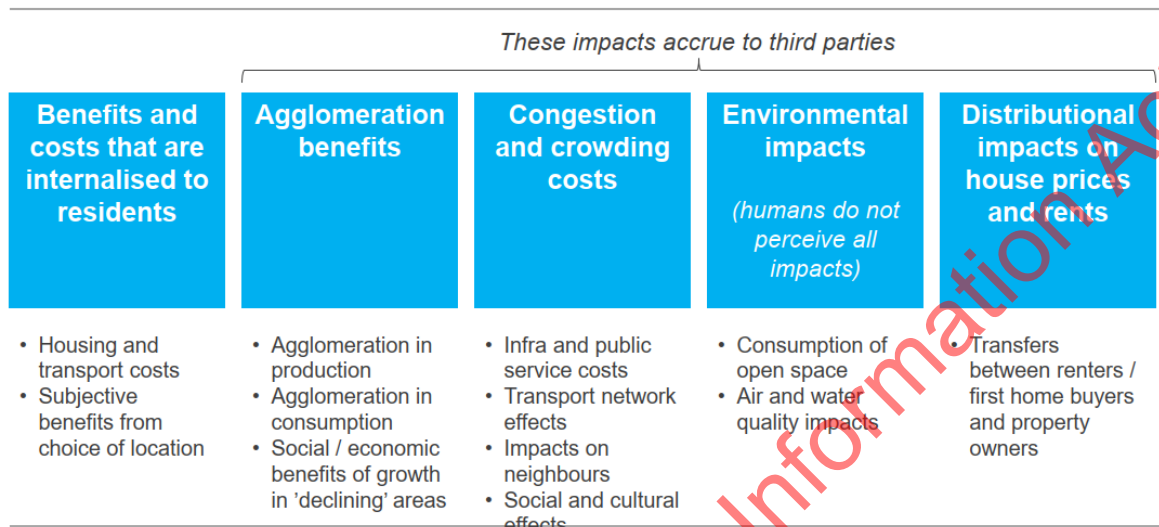 These impacts accrue to third parties
Benefits and
costs that are
internalised to
residents
Agglomeration
benefits
Congestion
and crowding
costs
Environmental
impacts
(humans do not
perceive all
impacts)
Distributional
impacts on
house prices
and rents
• Housing and
transport costs
• Subjective
benefits from
choice of location
• Agglomeration in
production
• Agglomeration in
consumption
• Social / economic
benefits of growth
in 'declining' areas
• Infra and public
service costs
• Transport network
effects
• Impacts on
neighbours
• Social and cultural
effects
• Consumption of
open space
• Air and water
quality impacts
• Transfers
between renters /
first home buyers
and property
owners
Information